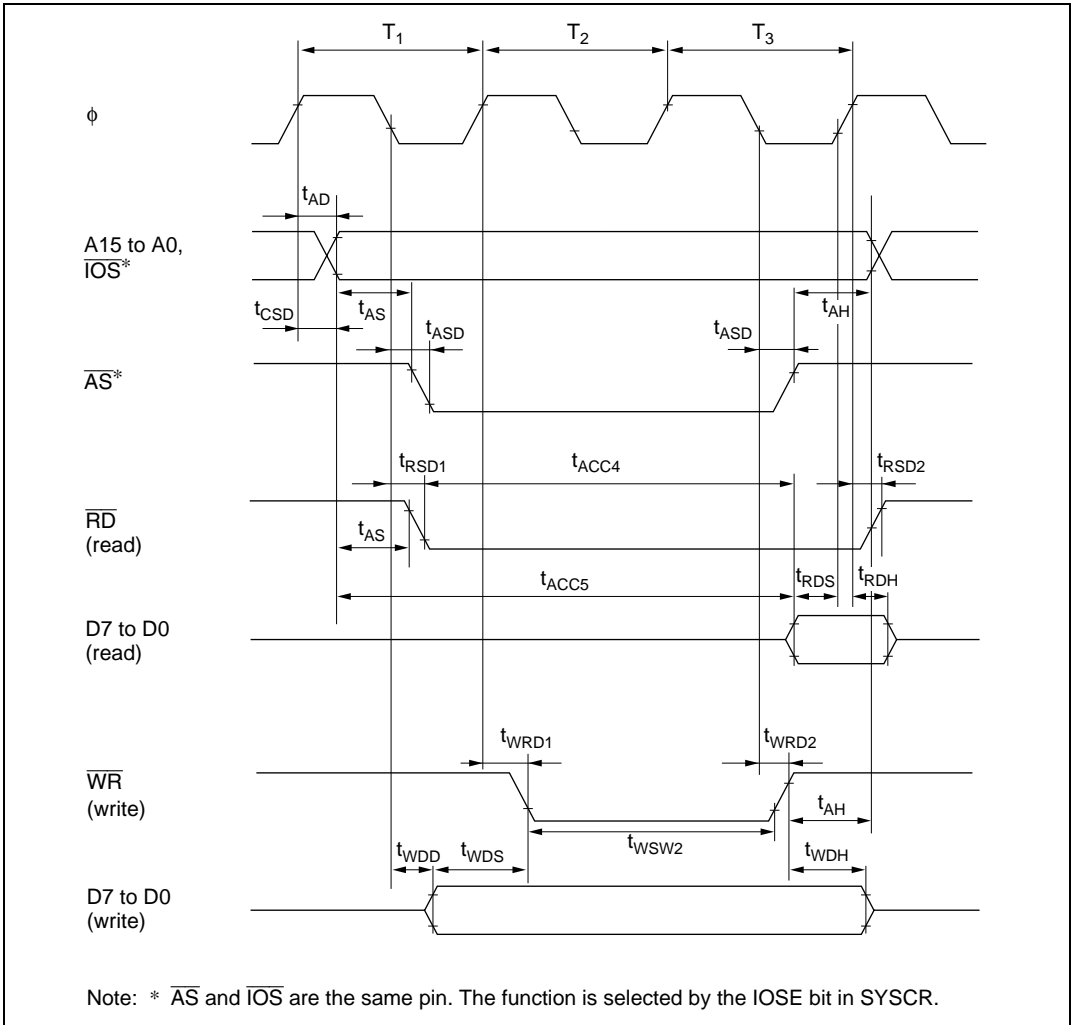 T1 T2 T3
ϕ
tAD
A15 to A0,
IOS*
tCSD tAS tASD tASD tAH
AS*
tRSD1 tACC4 tRSD2
RD
(read)
tAS
tACC5 tRDS tRDH
D7 to D0
(read)
tWRD1 tWRD2
WR
(write)
tAH
tWSW2
tWDD tWDS tWDH
D7 to D0
(write)
Note: * AS and IOS are the same pin. The function is selected by the IOSE bit in SYSCR.